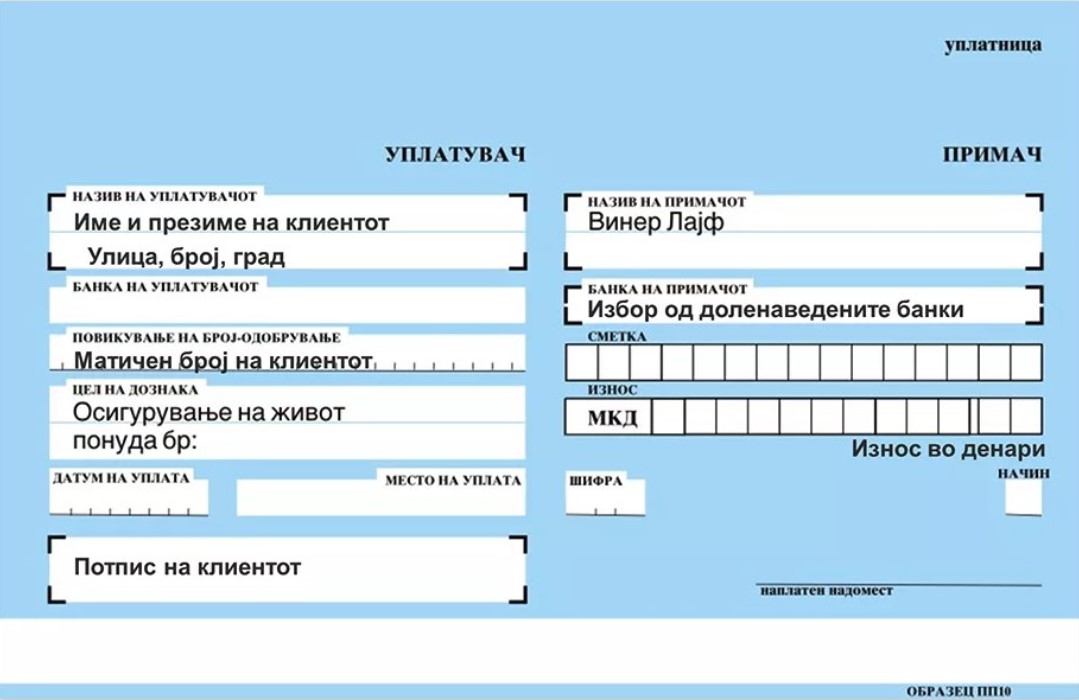 уплатница
УПЛАТУВАЧ
ПРИМАЧ
НАЗИВ НА УПЛАТУВАЧОТ
Име и презиме на клиентот
Улица, број, град
БАНКА НА УПЛАТУВАЧОТ
ПОВИКУВАЊЕ НА БРОЈ-ОДОБРУВАЊЕ
Матичен број на клиентот
ЦЕЛ НА ДОЗНАКА
Осигурување на живот
понуда бр:
ДАТУМ НА УПЛАТА
МЕСТО НА УПЛАТА
Потпис на клиентот
НАЗИВ НА ПРИМАЧОТ
Винер Лајф
БАНКА НА ПРИМАЧОТ
Избор од доленаведените банки
СМЕТКА
ИЗНОС
МКД
Износ во денари
ШИФРА
НАЧИН
наплатен надомест
ОБРАЗЕЦ ПП10